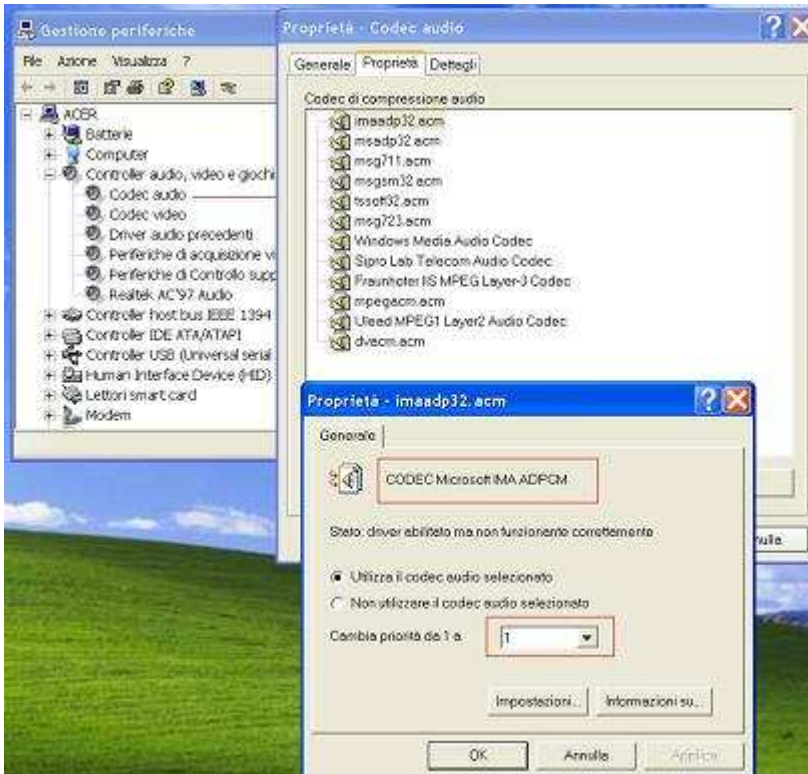 Gestione periferiche
File Azione Visualizza ?
ACER
Batterie
Computer
Controller audio, video e giochi
Codec audio
Codec video
Driver audio precedenti
Periferiche di acquisizione vi
Periferiche di Controllo supp
Realtek AC'97 Audio
Controller host bus IEEE 1394
Controller IDE ATA/ATAPI
Controller USB (Universal serial
Human Interface Device (HID)
Lettori smart card
Modem
Proprietà - Codec audio
Generale Proprietà Dettagli
Codec di compressione audio
imaadp32.acm
msadp32.acm
msg711.acm
msgsm32.acm
tssoft32.acm
msg723.acm
Windows Media Audio Codec
Sipro Lab Telecom Audio Codec
Fraunhofer IIS MPEG Layer-3 Codec
mpegacm.acm
Ulead MPEG1 Layer2 Audio Codec
dvacm.acm
nulla
Proprietà - imaadp32.acm
Generale
CODEC Microsoft IMA ADPCM
Stato: driver abilitato ma non funzionante correttamente
Utilizza il codec audio selezionato
Non utilizzare il codec audio selezionato
Cambia priorità da 1 a 1
Impostazioni... Informazioni su...
OK Annulla Applica